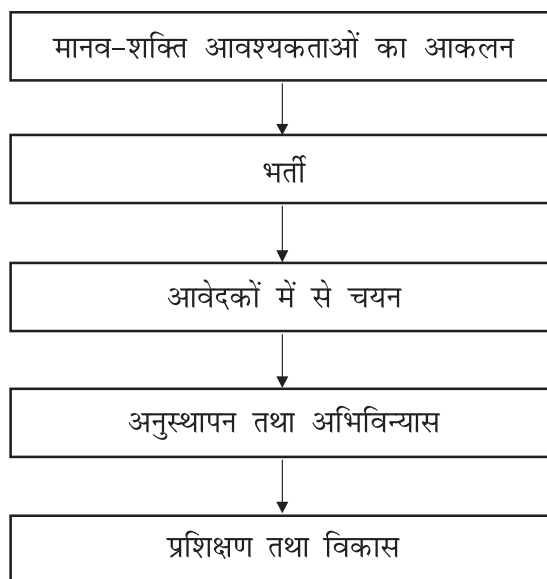 मानव-शक्ति आवश्यकताओं का आकलन
भर्ती
आवेदकों में से चयन
अनुस्थापन तथा अभिविन्यास
प्रशिक्षण तथा विकास